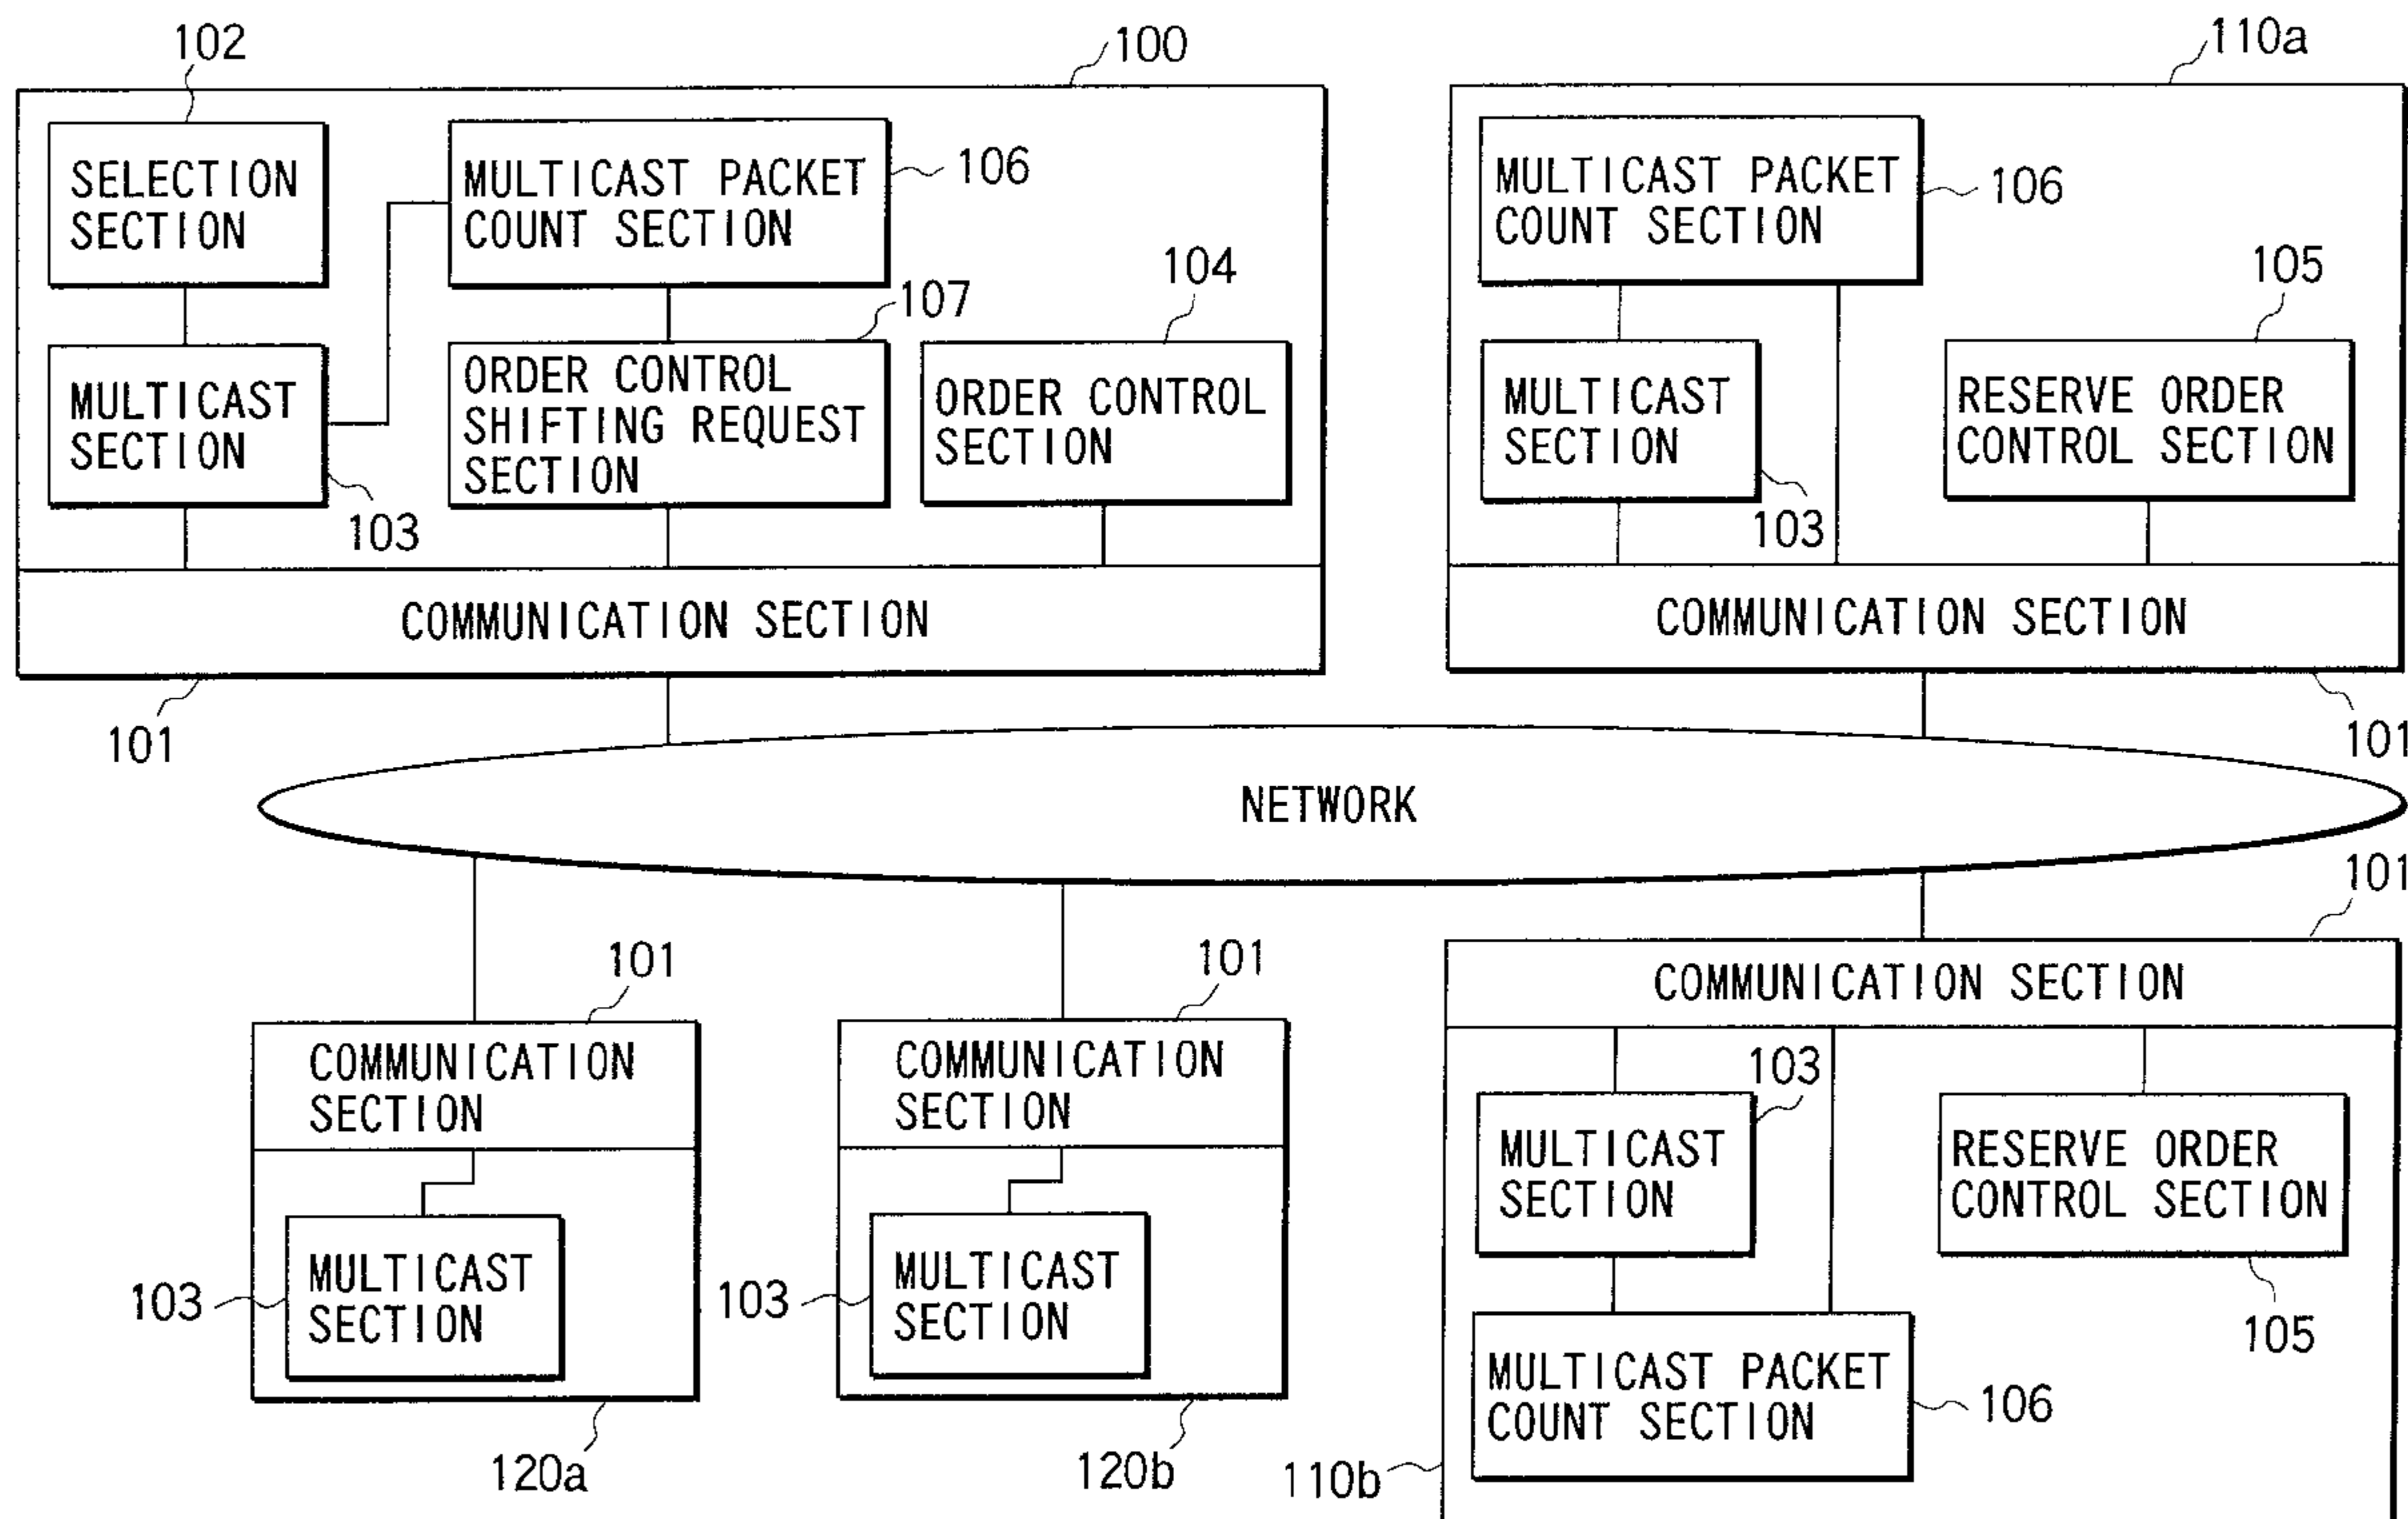 102
100
110a
SELECTION
SECTION
MULTICAST PACKET
COUNT SECTION
106
MULTICAST PACKET
COUNT SECTION
106
104
107
105
MULTICAST
SECTION
103
ORDER CONTROL
SHIFTING REQUEST
SECTION
ORDER CONTROL
SECTION
MULTICAST
SECTION
103
RESERVE ORDER
CONTROL SECTION
COMMUNICATION SECTION
101
COMMUNICATION SECTION
101
NETWORK
101
COMMUNICATION
SECTION
101
COMMUNICATION
SECTION
101
COMMUNICATION SECTION
103
MULTICAST
SECTION
103
MULTICAST
SECTION
103
MULTICAST
SECTION
RESERVE ORDER
CONTROL SECTION
105
MULTICAST PACKET
COUNT SECTION
106
120a
120b
110b